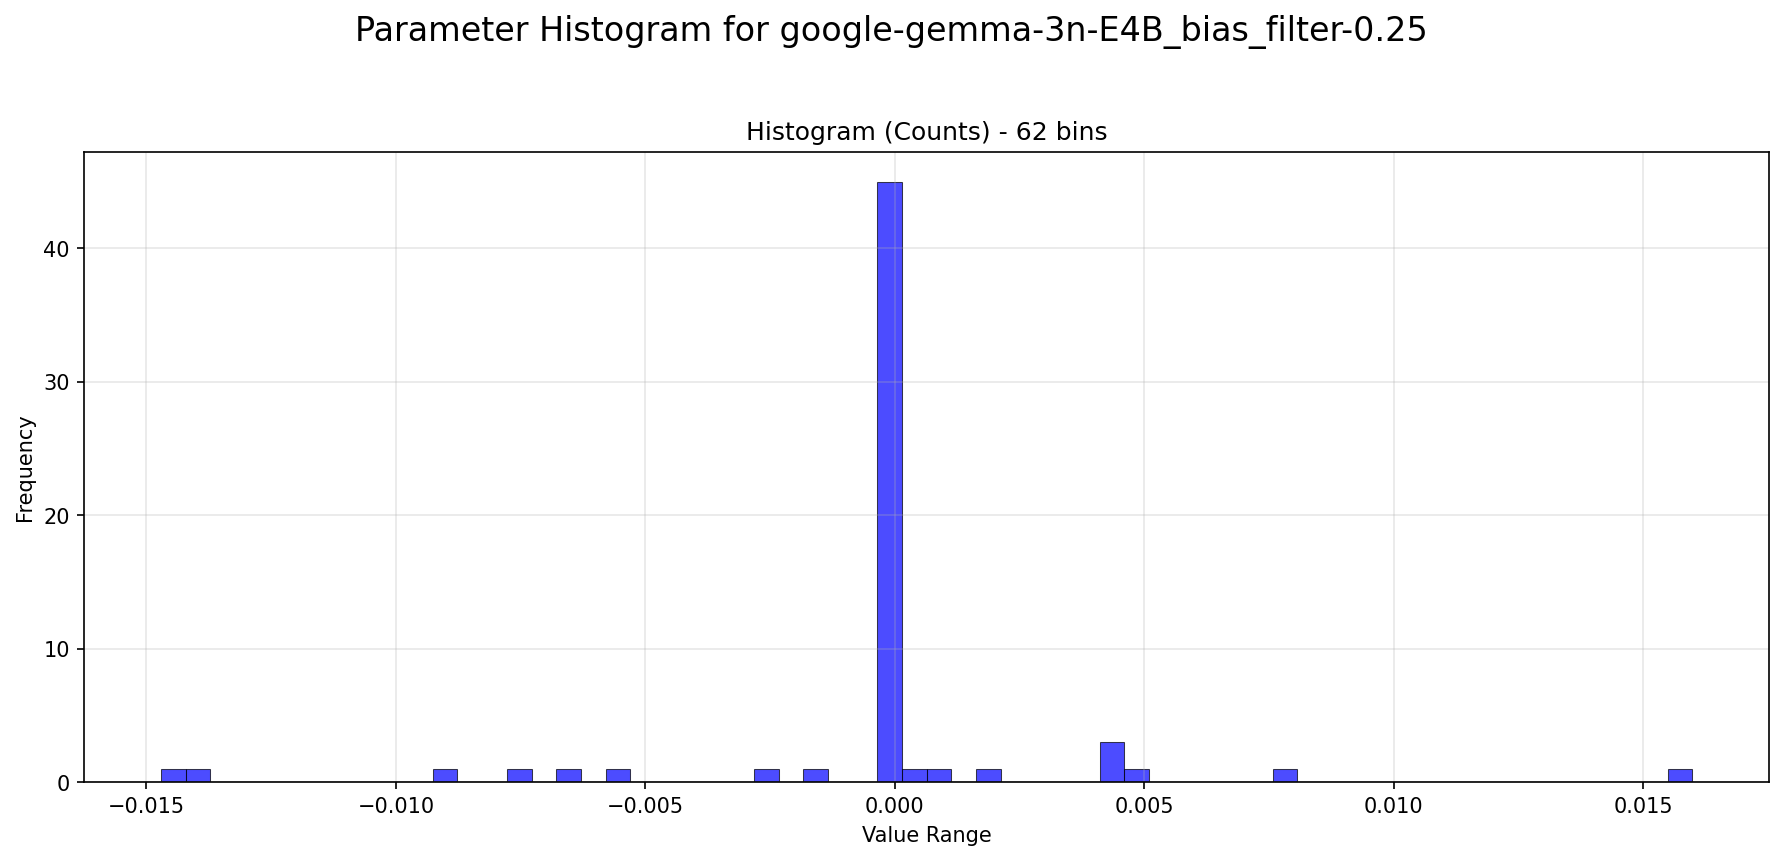 Parameter Histogram for google-gemma-3n-E4B_bias_filter-0.25
Histogram (Counts) - 62 bins
Frequency
40
30
20
10
0
−0.015 −0.010 −0.005 0.000 0.005 0.010 0.015
Value Range